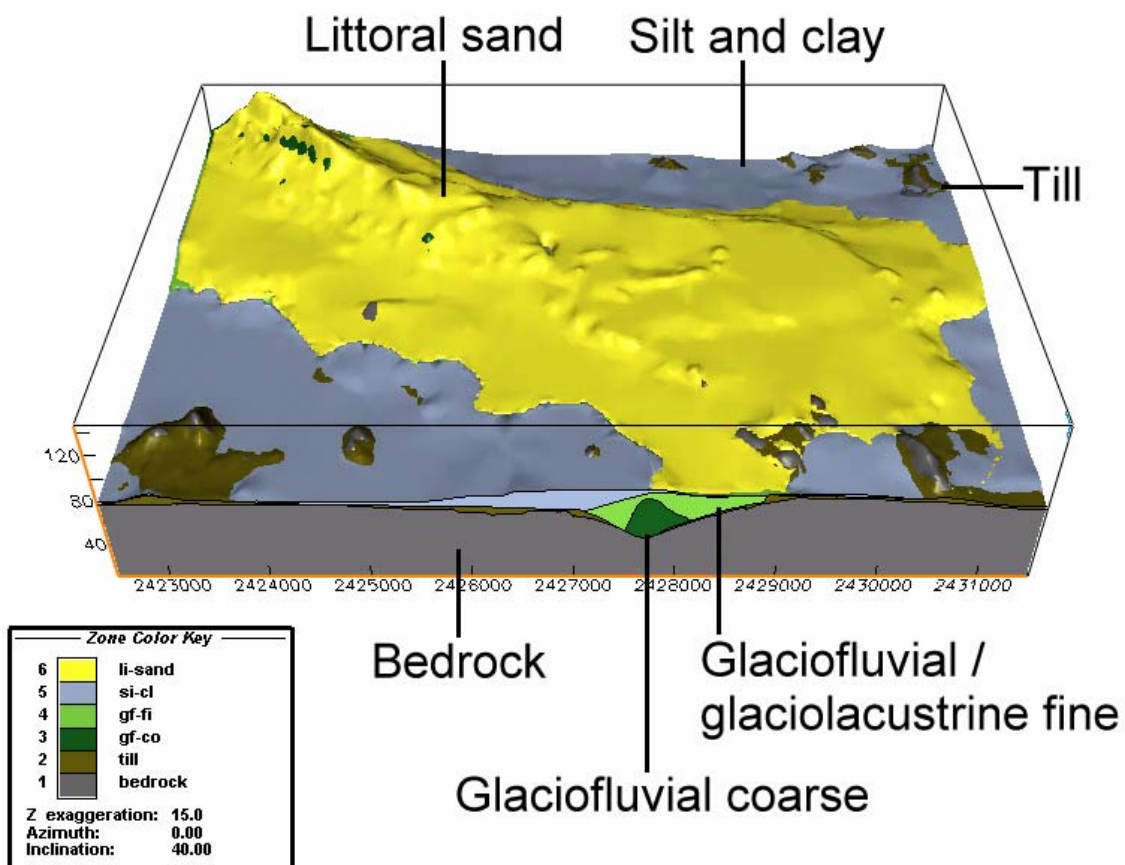 Littoral sand
Silt and clay
Till
120
80
40
2423000 2424000 2425000 2426000 2427000 2428000 2429000 2430000 2431000
Bedrock
Glaciofluvial /
glaciolacustrine fine
Glaciofluvial coarse
Zone Color Key
6 li-sand
5 si-cl
4 gf-fi
3 gf-co
2 till
1 bedrock
Z exaggeration: 15.0
Azimuth: 0.00
Inclination: 40.00